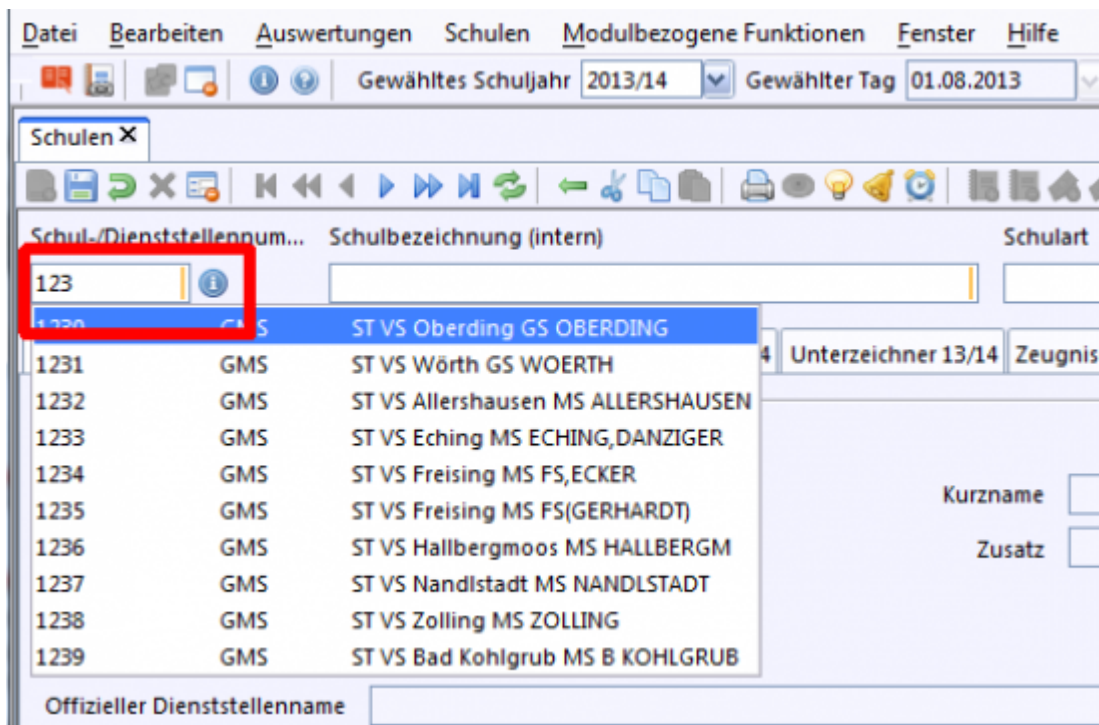 Datei Bearbeiten Auswertungen Schulen Modulbezogene Funktionen Fenster Hilfe
Gewähltes Schuljahr 2013/14 Gewählter Tag 01.08.2013
Schulen
Schul-/Dienststellennum... Schulbezeichnung (intern) Schulart
123
1230 GMS ST VS Oberding GS OBERDING
4 Unterzeichner 13/14 Zeugnis
1231 GMS ST VS Wörth GS WOERTH
1232 GMS ST VS Allershausen MS ALLERSHAUSEN
1233 GMS ST VS Eching MS ECHING,DANZIGER
1234 GMS ST VS Freising MS FS,ECKER
Kurzname
1235 GMS ST VS Freising MS FS(GERHARDT)
1236 GMS ST VS Hallbergmoos MS HALLBERGM
Zusatz
1237 GMS ST VS Nandlstadt MS NANDLSTADT
1238 GMS ST VS Zolling MS ZOLLING
1239 GMS ST VS Bad Kohlgrub MS B KOHLGRUB
Offizieller Dienststellenname